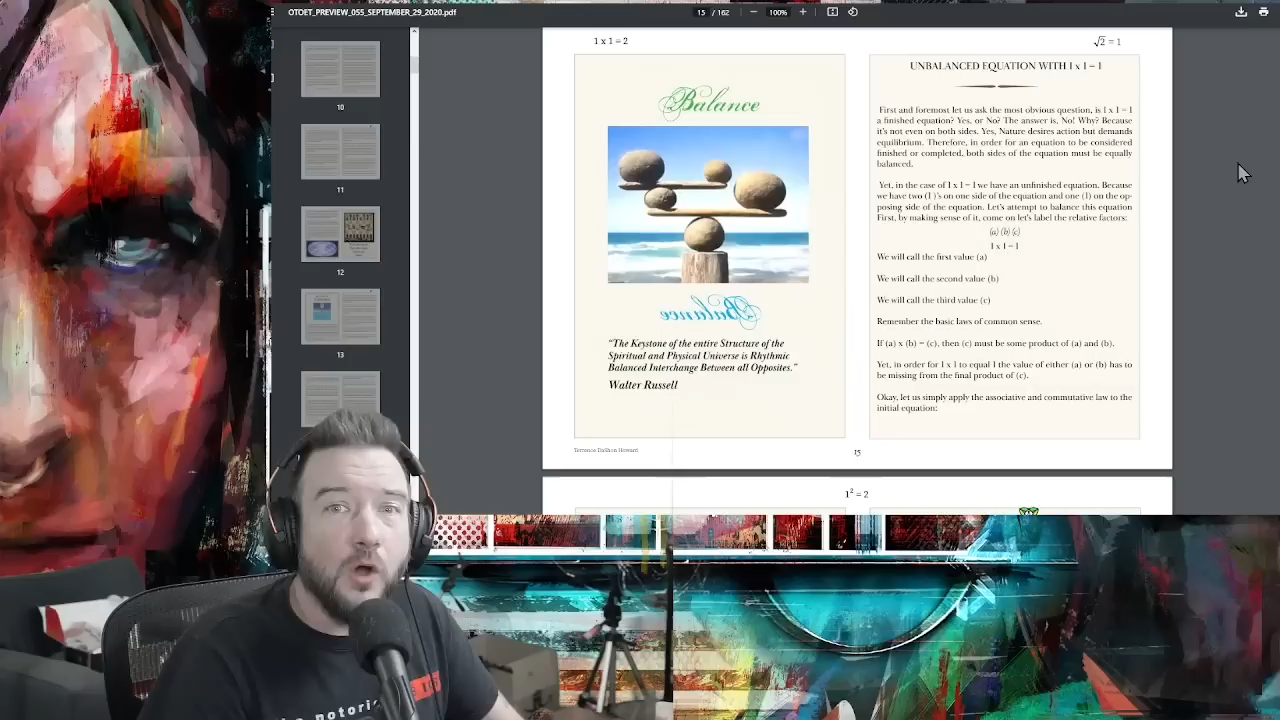 OTOET_PREVIEW_055_SEPTEMBER_29_2020.pdf
15 / 162
100%
10
11
12
13
1 x 1 = 2
√2 = 1
Balance
Balance
“The Keystone of the entire Structure of the
Spiritual and Physical Universe is Rhythmic
Balanced Interchange Between all Opposites.”
Walter Russell
UNBALANCED EQUATION WITH 1 x 1 = 1
First and foremost let us ask the most obvious question, is 1 x 1 = 1
a finished equation? Yes, or No? The answer is, No! Why? Because
it's not even on both sides. Yes, Nature desires action but demands
equilibrium. Therefore, in order for an equation to be considered
finished or completed, both sides of the equation must be equally
balanced.
Yet, in the case of 1 x 1 = 1 we have an unfinished equation. Because
we have two (1 )'s on one side of the equation and one (1) on the op-
posing side of the equation. Let's attempt to balance this equation
First, by making sense of it, come on let's label the relative factors:
(a) (b) (c)
1 x 1 = 1
We will call the first value (a)
We will call the second value (b)
We will call the third value (c)
Remember the basic laws of common sense.
If (a) x (b) = (c), then (c) must be some product of (a) and (b).
Yet, in order for 1 x 1 to equal 1 the value of either (a) or (b) has to
be missing from the final product of (c).
Okay, let us simply apply the associative and commutative law to the
initial equation:
Terrence DaShon Howard
15
1² = 2
notori